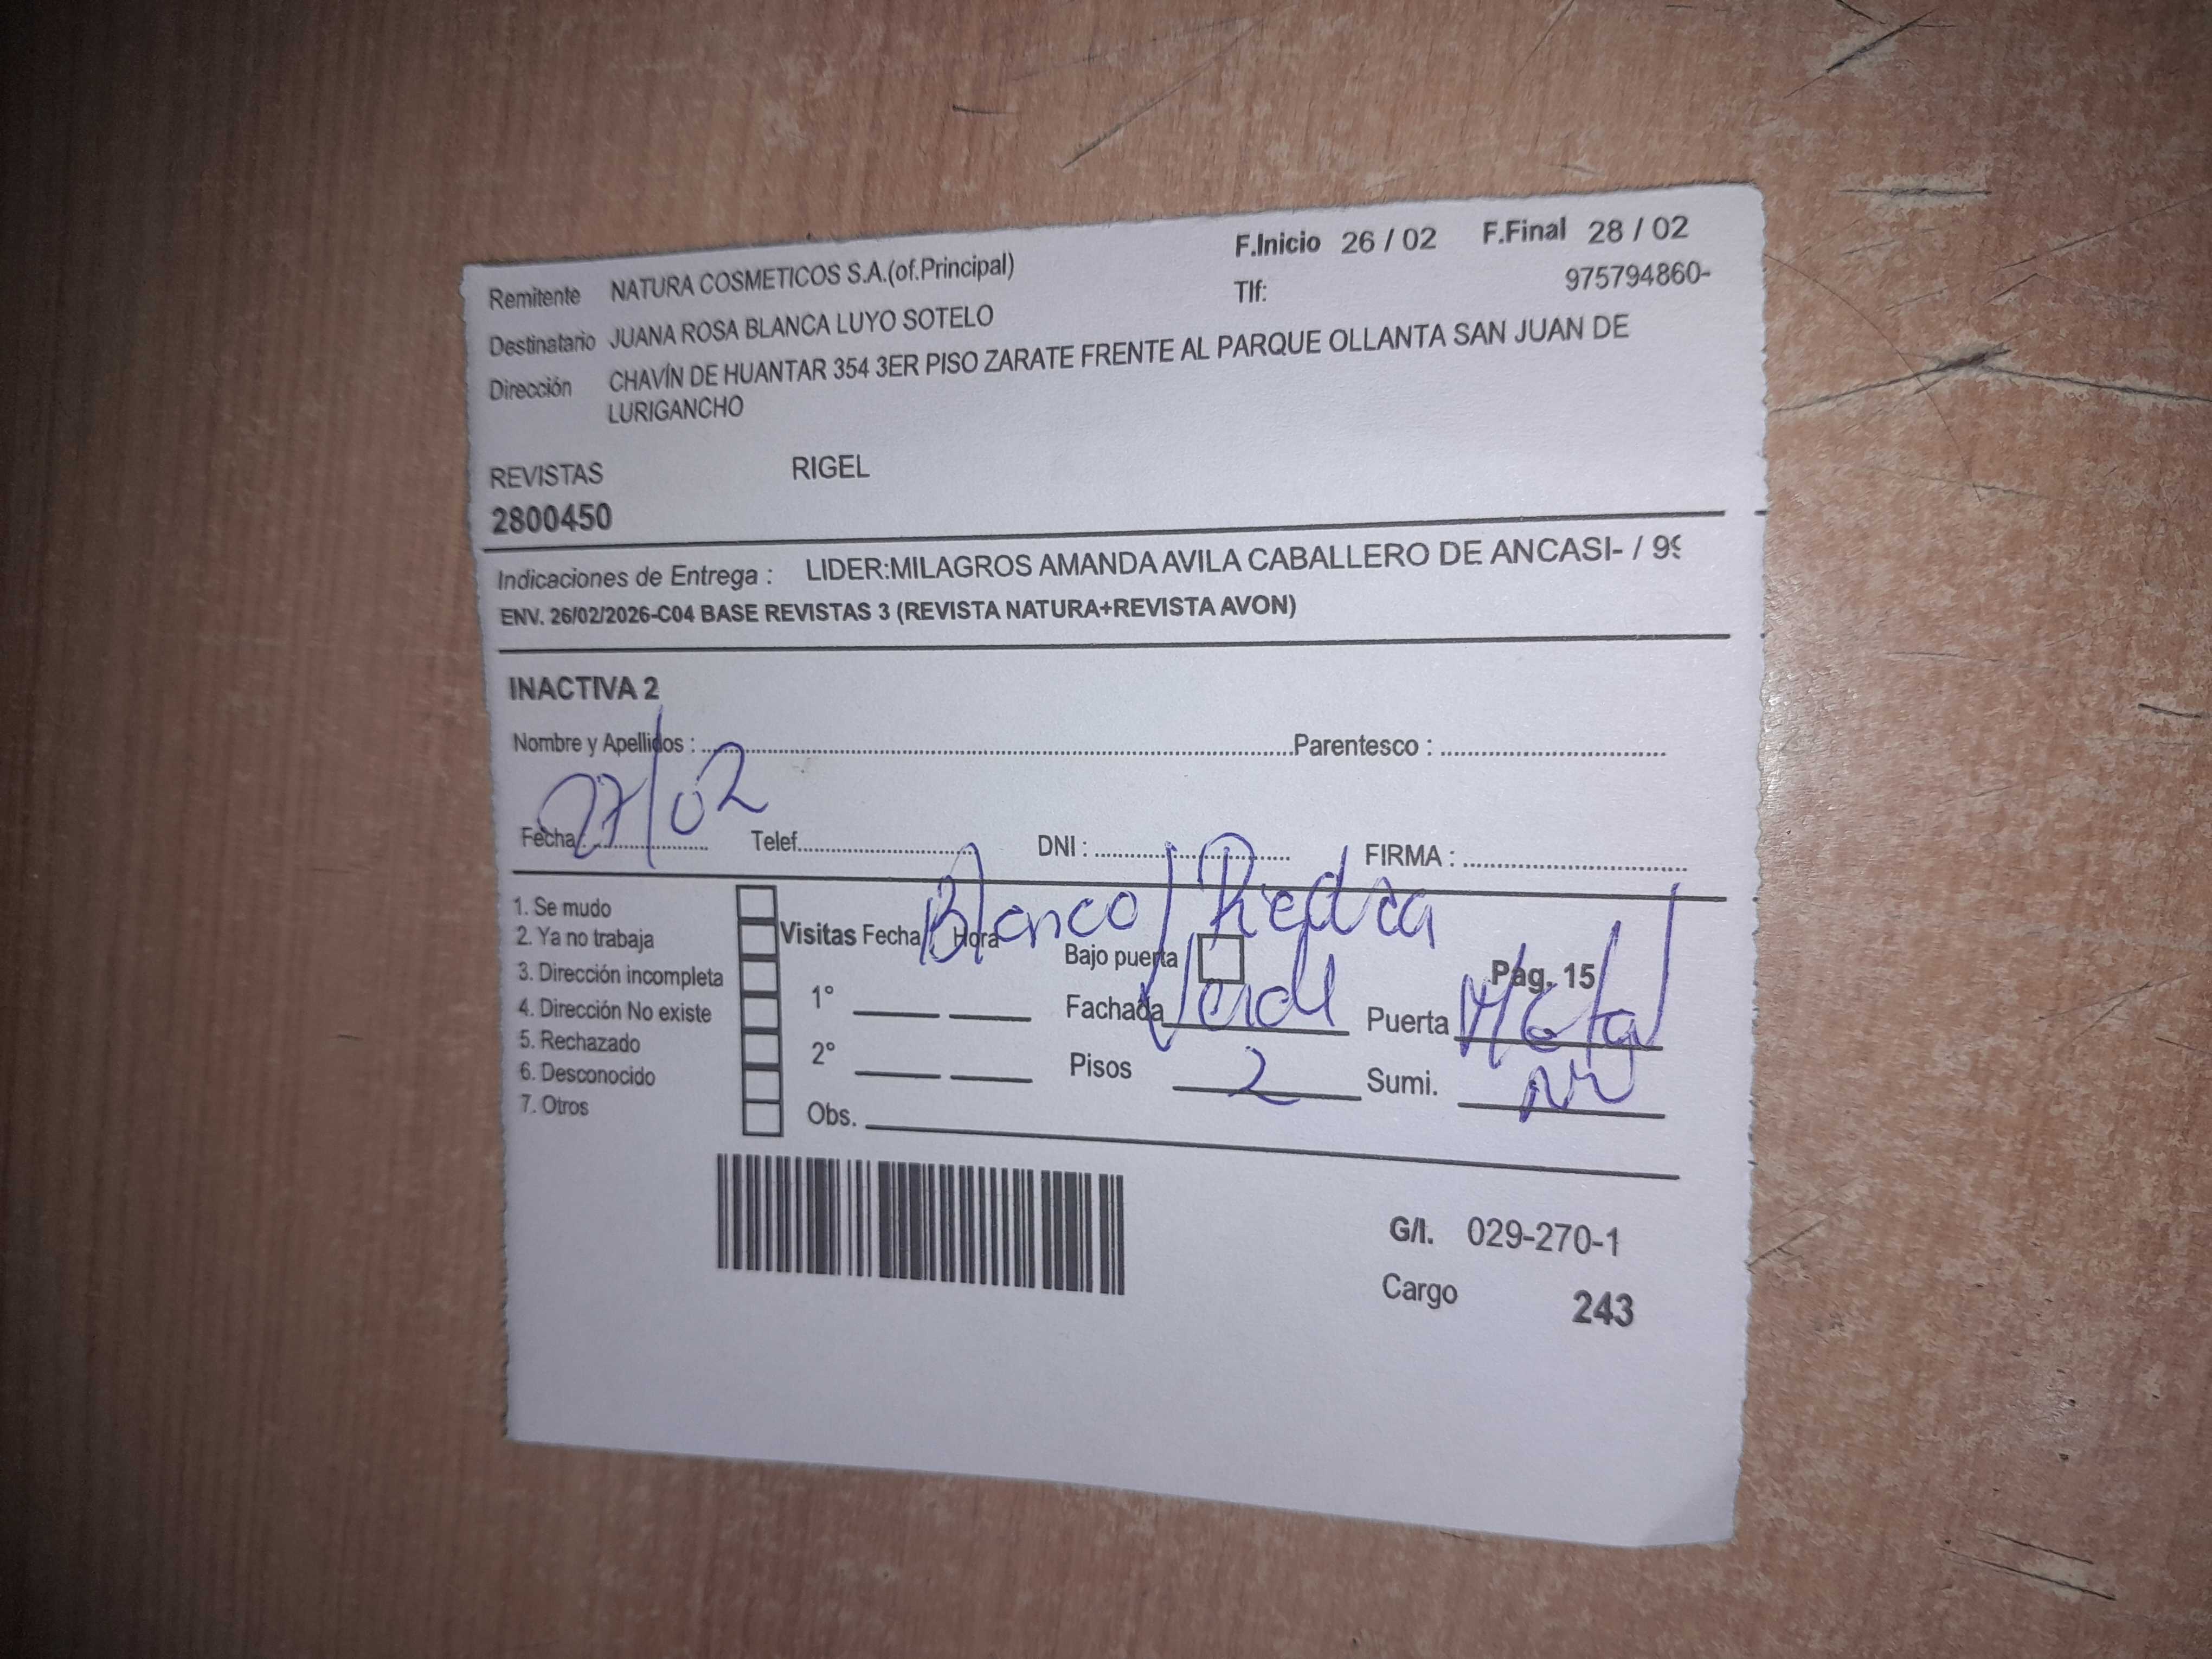 F.Inicio 26 / 02 F.Final 28 / 02
Remitente NATURA COSMETICOS S.A.(of.Principal) Tlf: 975794860-
Destinatario JUANA ROSA BLANCA LUYO SOTELO
Dirección CHAVÍN DE HUANTAR 354 3ER PISO ZARATE FRENTE AL PARQUE OLLANTA SAN JUAN DE
LURIGANCHO
REVISTAS RIGEL
2800450
Indicaciones de Entrega : LIDER:MILAGROS AMANDA AVILA CABALLERO DE ANCASI- / 99
ENV. 26/02/2026-C04 BASE REVISTAS 3 (REVISTA NATURA+REVISTA AVON)
INACTIVA 2
Nombre y Apellidos : Parentesco :
Fecha : 27/02 Telef. DNI : FIRMA :
Blanco / Piedra /
1. Se mudo
2. Ya no trabaja Visitas Fecha Hora Bajo puerta
3. Dirección incompleta Pag. 15
4. Dirección No existe 1° Fachada Verde Puerta Metal
5. Rechazado
6. Desconocido 2° Pisos 2 Sumi.
7. Otros Obs.
G/I. 029-270-1
Cargo 243